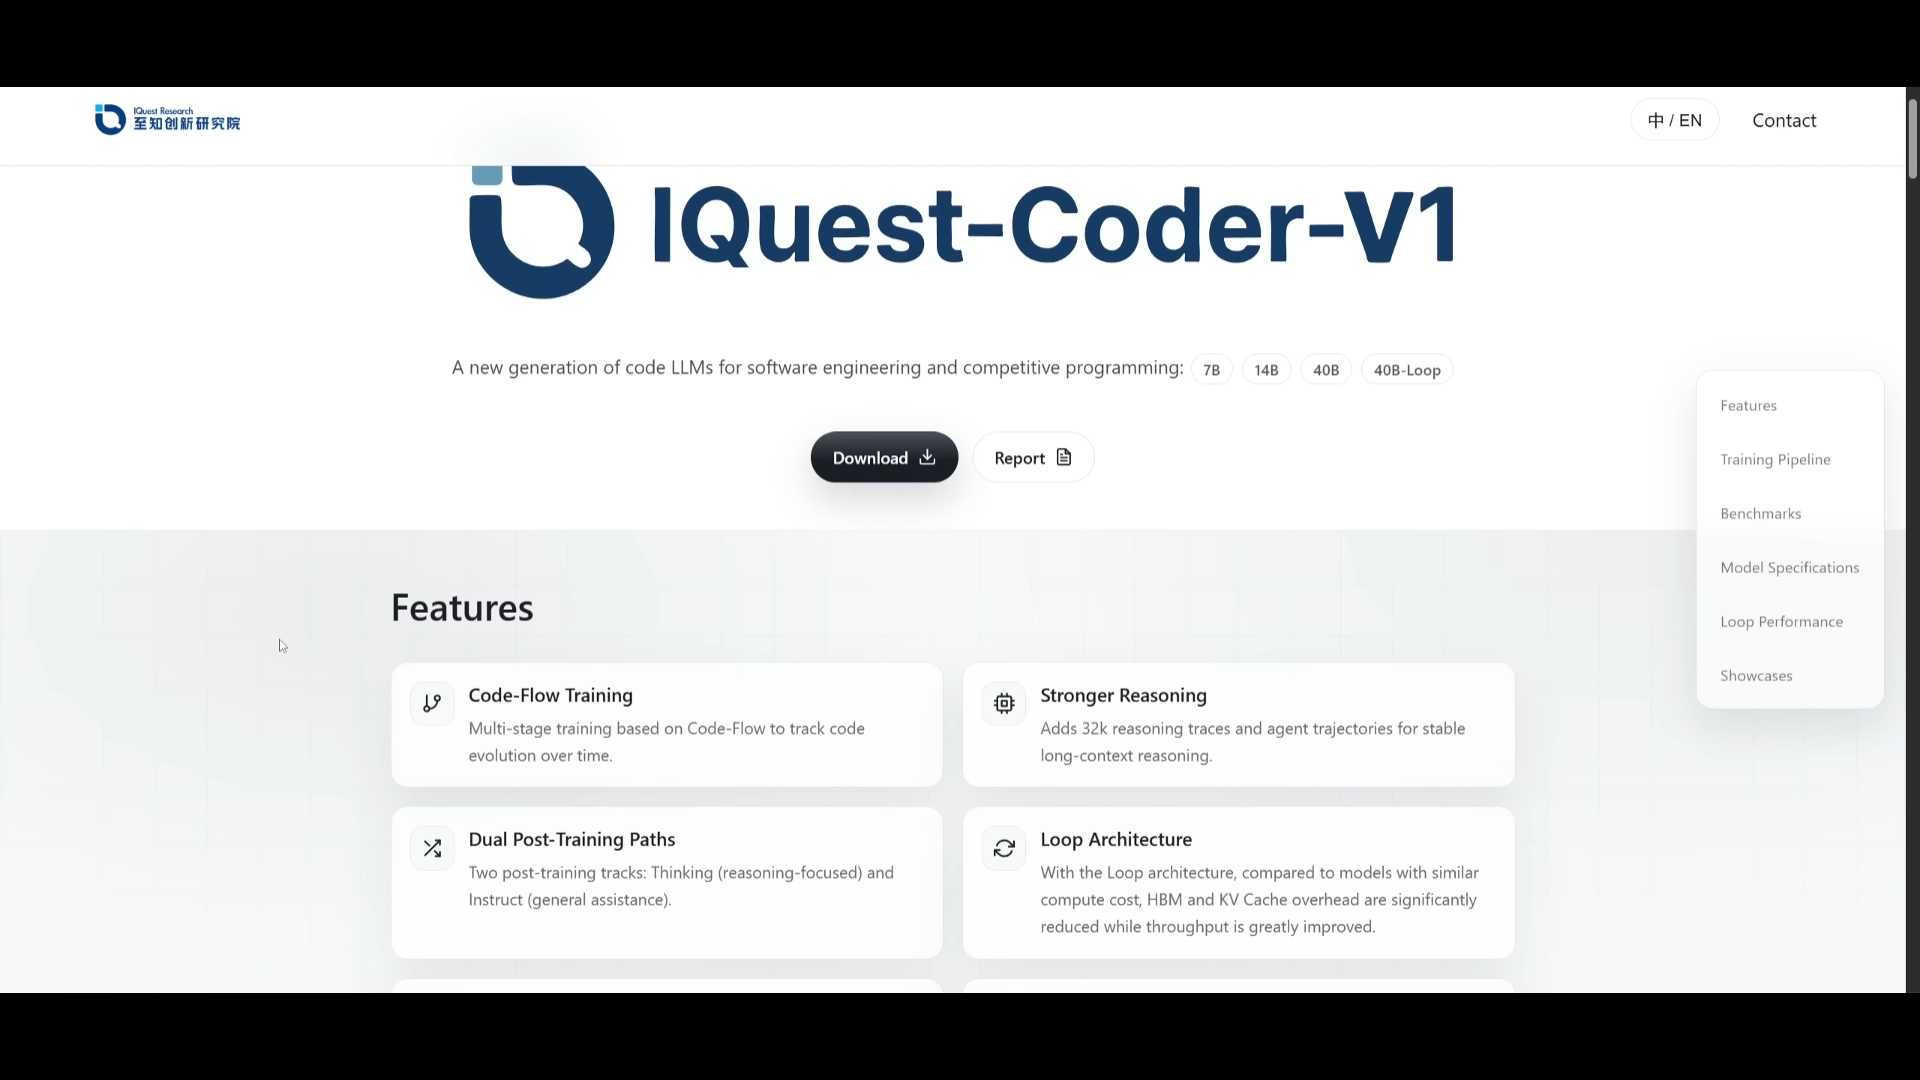 IQuest Research
至知创新研究院
中 / EN
Contact
IQuest-Coder-V1
A new generation of code LLMs for software engineering and competitive programming: 7B 14B 40B 40B-Loop
Download
Report
Features
Training Pipeline
Benchmarks
Model Specifications
Loop Performance
Showcases
Features
Code-Flow Training
Multi-stage training based on Code-Flow to track code
evolution over time.
Stronger Reasoning
Adds 32k reasoning traces and agent trajectories for stable
long-context reasoning.
Dual Post-Training Paths
Two post-training tracks: Thinking (reasoning-focused) and
Instruct (general assistance).
Loop Architecture
With the Loop architecture, compared to models with similar
compute cost, HBM and KV Cache overhead are significantly
reduced while throughput is greatly improved.